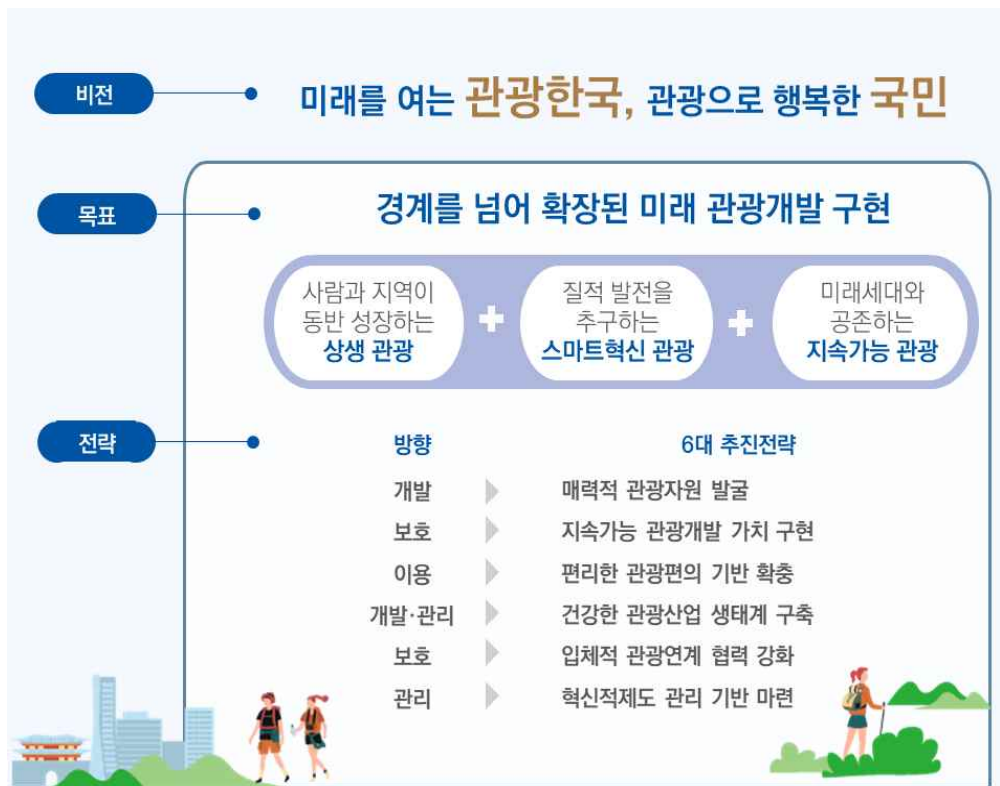 비전
미래를 여는 관광한국, 관광으로 행복한 국민
목표
경계를 넘어 확장된 미래 관광개발 구현
사람과 지역이
동반 성장하는
상생 관광
+
질적 발전을
추구하는
스마트혁신 관광
+
미래세대와
공존하는
지속가능 관광
전략
방향 6대 추진전략
개발 매력적 관광자원 발굴
보호 지속가능 관광개발 가치 구현
이용 편리한 관광편의 기반 확충
개발·관리 건강한 관광산업 생태계 구축
보호 입체적 관광연계 협력 강화
관리 혁신적제도 관리 기반 마련